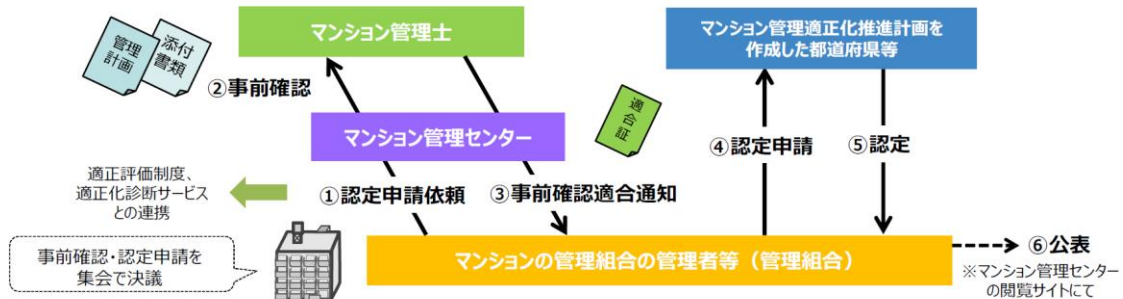 マンション管理士
マンション管理適正化推進計画を
作成した都道府県等
管理
計画
添付
書類
②事前確認
マンション管理センター
適合証
④認定申請
⑤認定
適正評価制度、
適正化診断サービス
との連携
①認定申請依頼
③事前確認適合通知
事前確認・認定申請を
集会で決議
マンションの管理組合の管理者等（管理組合）
⑥公表
※マンション管理センター
の閲覧サイトにて